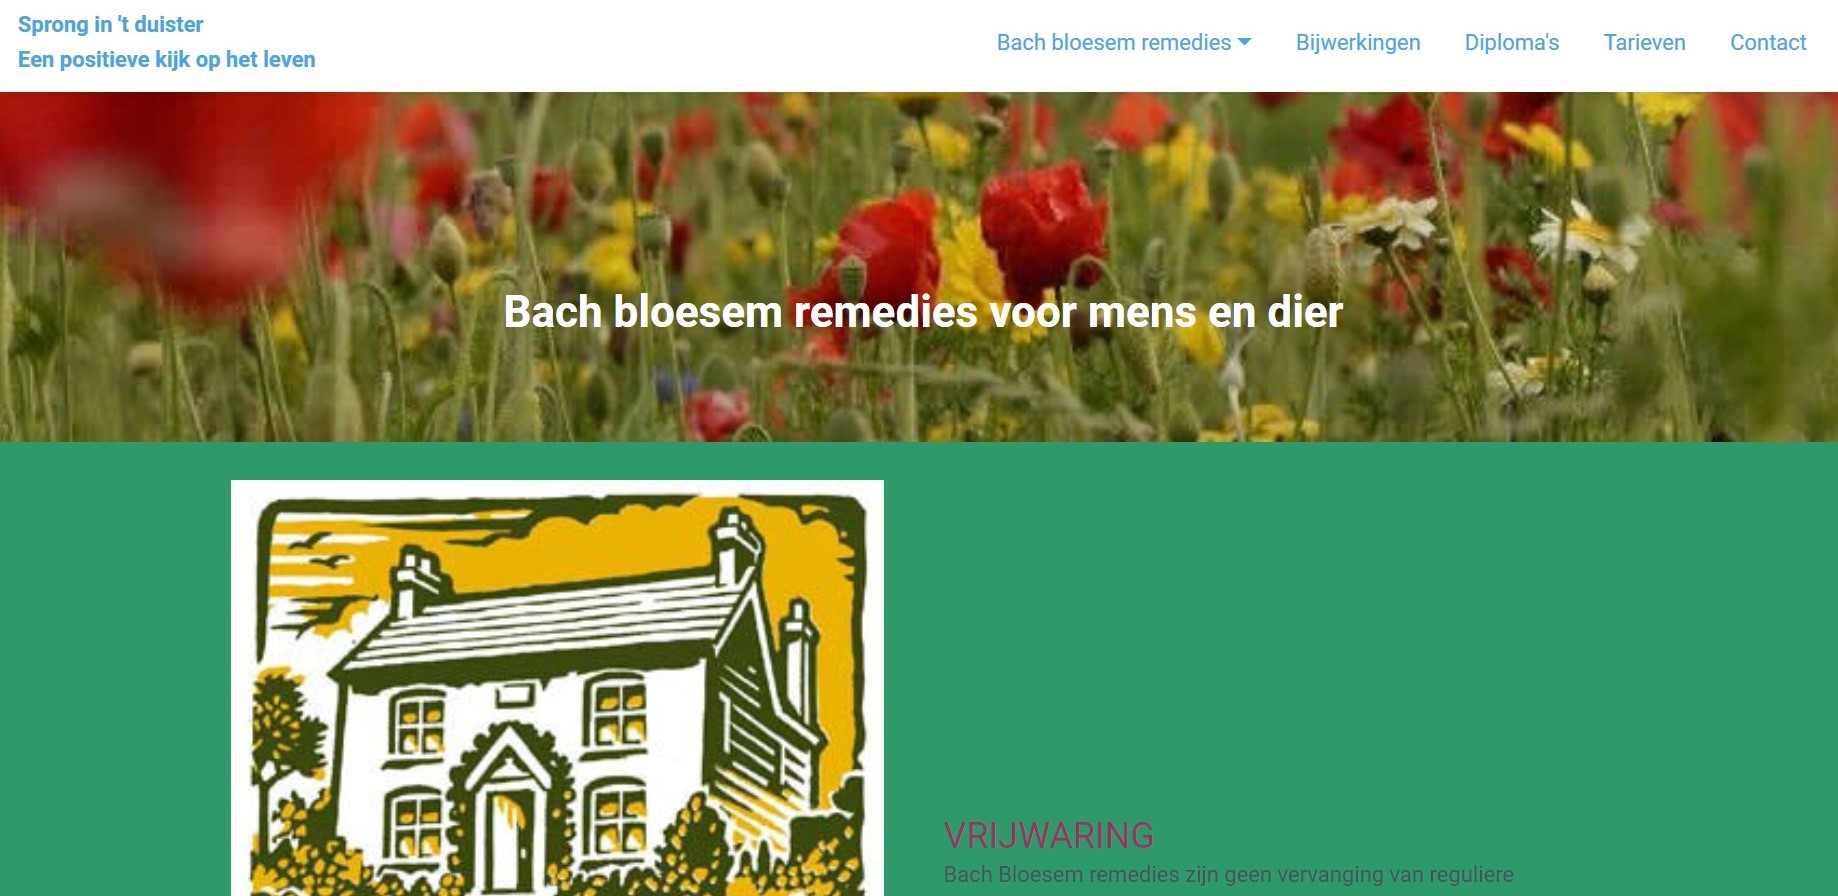 Sprong in 't duister
Een positieve kijk op het leven
Bach bloesem remedies Bijwerkingen Diploma's Tarieven Contact
Bach bloesem remedies voor mens en dier
VRIJWARING
Bach Bloesem remedies zijn geen vervanging van reguliere